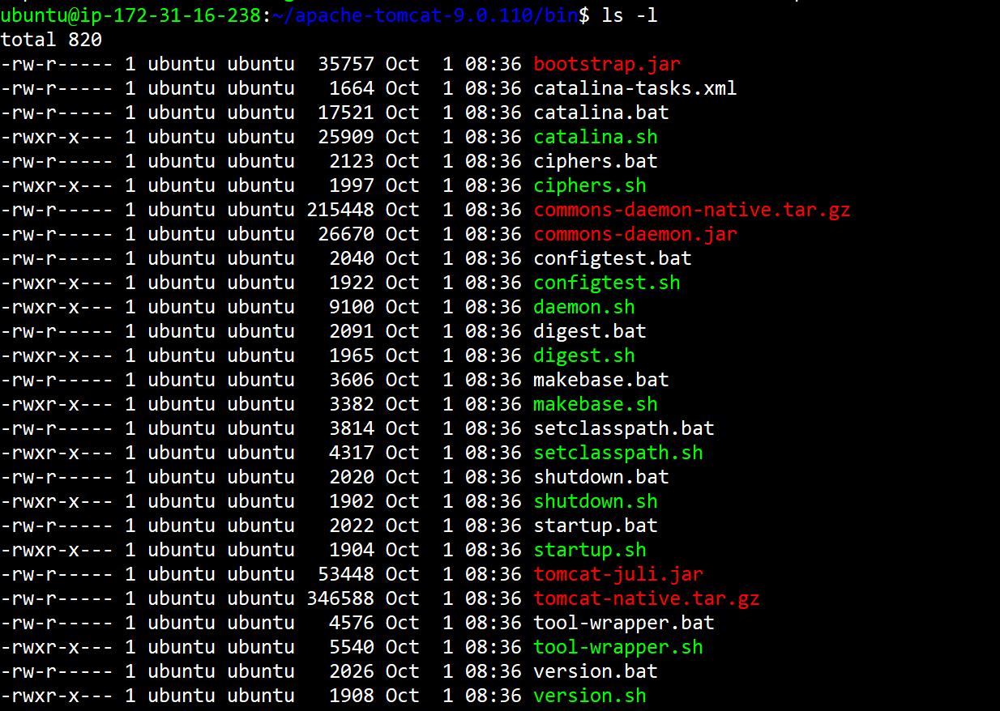 ubuntu@ip-172-31-16-238:~/apache-tomcat-9.0.110/bin$ ls -l
total 820
-rw-r----- 1 ubuntu ubuntu  35757 Oct  1 08:36 bootstrap.jar
-rw-r----- 1 ubuntu ubuntu   1664 Oct  1 08:36 catalina-tasks.xml
-rw-r----- 1 ubuntu ubuntu  17521 Oct  1 08:36 catalina.bat
-rwxr-x--- 1 ubuntu ubuntu  25909 Oct  1 08:36 catalina.sh
-rw-r----- 1 ubuntu ubuntu   2123 Oct  1 08:36 ciphers.bat
-rwxr-x--- 1 ubuntu ubuntu   1997 Oct  1 08:36 ciphers.sh
-rw-r----- 1 ubuntu ubuntu 215448 Oct  1 08:36 commons-daemon-native.tar.gz
-rw-r----- 1 ubuntu ubuntu  26670 Oct  1 08:36 commons-daemon.jar
-rw-r----- 1 ubuntu ubuntu   2040 Oct  1 08:36 configtest.bat
-rwxr-x--- 1 ubuntu ubuntu   1922 Oct  1 08:36 configtest.sh
-rwxr-x--- 1 ubuntu ubuntu   9100 Oct  1 08:36 daemon.sh
-rw-r----- 1 ubuntu ubuntu   2091 Oct  1 08:36 digest.bat
-rwxr-x--- 1 ubuntu ubuntu   1965 Oct  1 08:36 digest.sh
-rw-r----- 1 ubuntu ubuntu   3606 Oct  1 08:36 makebase.bat
-rwxr-x--- 1 ubuntu ubuntu   3382 Oct  1 08:36 makebase.sh
-rw-r----- 1 ubuntu ubuntu   3814 Oct  1 08:36 setclasspath.bat
-rwxr-x--- 1 ubuntu ubuntu   4317 Oct  1 08:36 setclasspath.sh
-rw-r----- 1 ubuntu ubuntu   2020 Oct  1 08:36 shutdown.bat
-rwxr-x--- 1 ubuntu ubuntu   1902 Oct  1 08:36 shutdown.sh
-rw-r----- 1 ubuntu ubuntu   2022 Oct  1 08:36 startup.bat
-rwxr-x--- 1 ubuntu ubuntu   1904 Oct  1 08:36 startup.sh
-rw-r----- 1 ubuntu ubuntu  53448 Oct  1 08:36 tomcat-juli.jar
-rw-r----- 1 ubuntu ubuntu 346588 Oct  1 08:36 tomcat-native.tar.gz
-rw-r----- 1 ubuntu ubuntu   4576 Oct  1 08:36 tool-wrapper.bat
-rwxr-x--- 1 ubuntu ubuntu   5540 Oct  1 08:36 tool-wrapper.sh
-rw-r----- 1 ubuntu ubuntu   2026 Oct  1 08:36 version.bat
-rwxr-x--- 1 ubuntu ubuntu   1908 Oct  1 08:36 version.sh